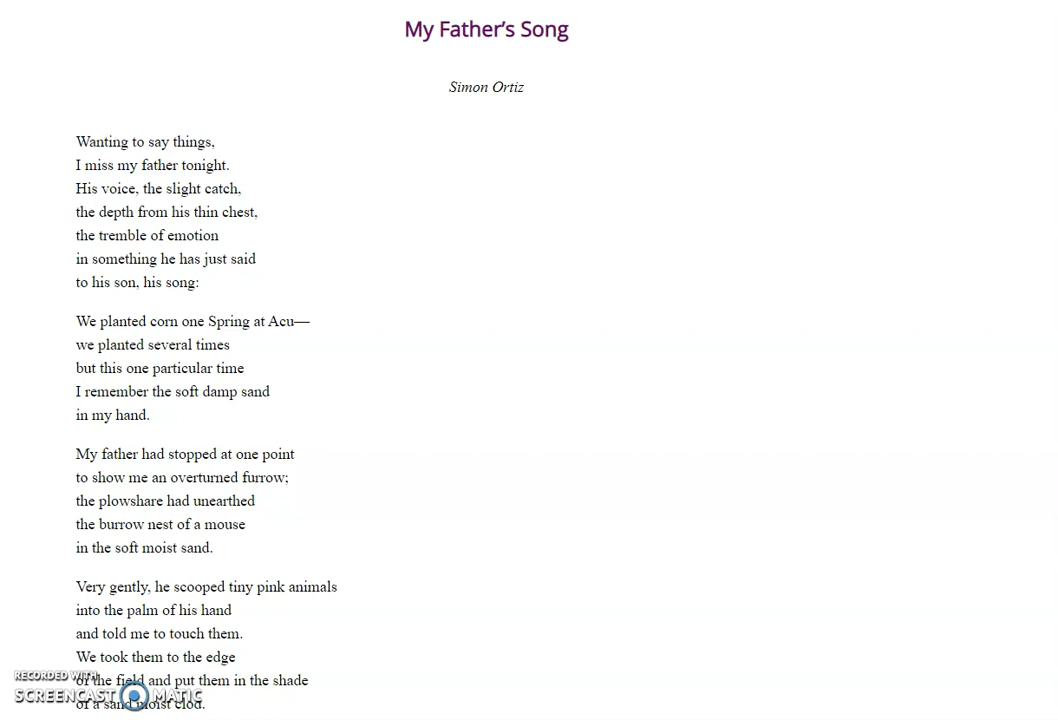 My Father’s Song
Simon Ortiz
Wanting to say things,
I miss my father tonight.
His voice, the slight catch,
the depth from his thin chest,
the tremble of emotion
in something he has just said
to his son, his song:
We planted corn one Spring at Acu—
we planted several times
but this one particular time
I remember the soft damp sand
in my hand.
My father had stopped at one point
to show me an overturned furrow;
the plowshare had unearthed
the burrow nest of a mouse
in the soft moist sand.
Very gently, he scooped tiny pink animals
into the palm of his hand
and told me to touch them.
We took them to the edge
of the field and put them in the shade
of a sand moist clod.
RECORDED WITH
SCREENCAST MATIC